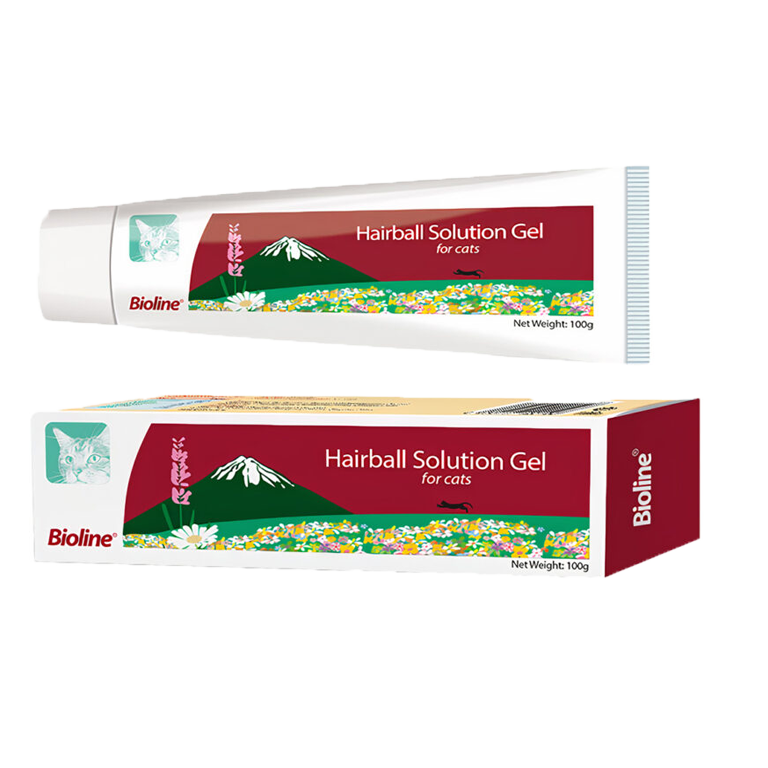 Hairball Solution Gel
for cats
Bioline®
Net Weight: 100g
Hairball Solution Gel
for cats
Bioline®
Net Weight: 100g
Bioline®